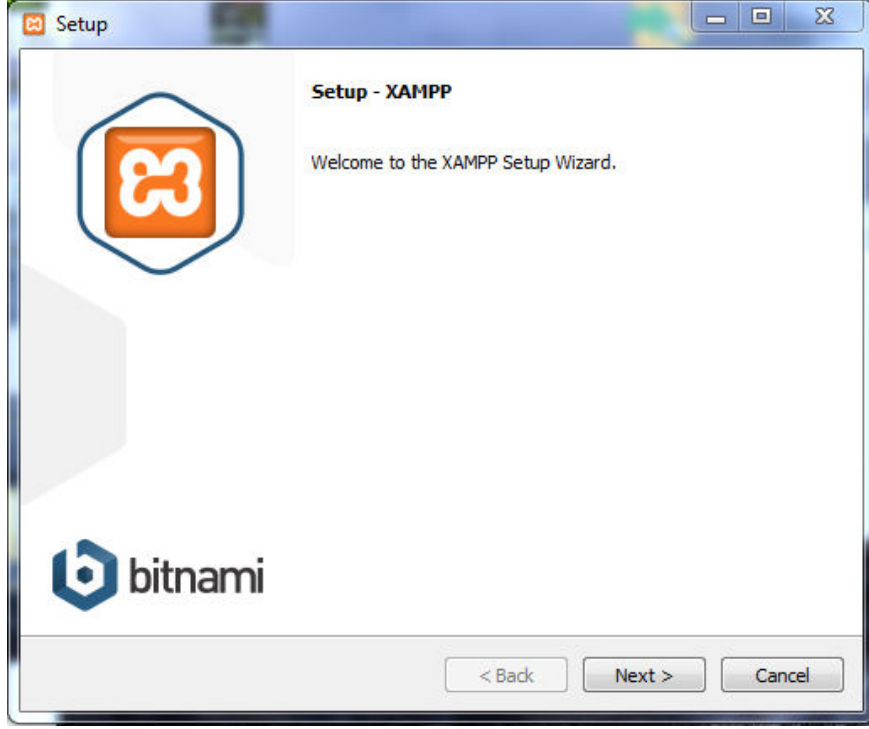 Setup
Setup - XAMPP
Welcome to the XAMPP Setup Wizard.
bitnami
< Back Next > Cancel